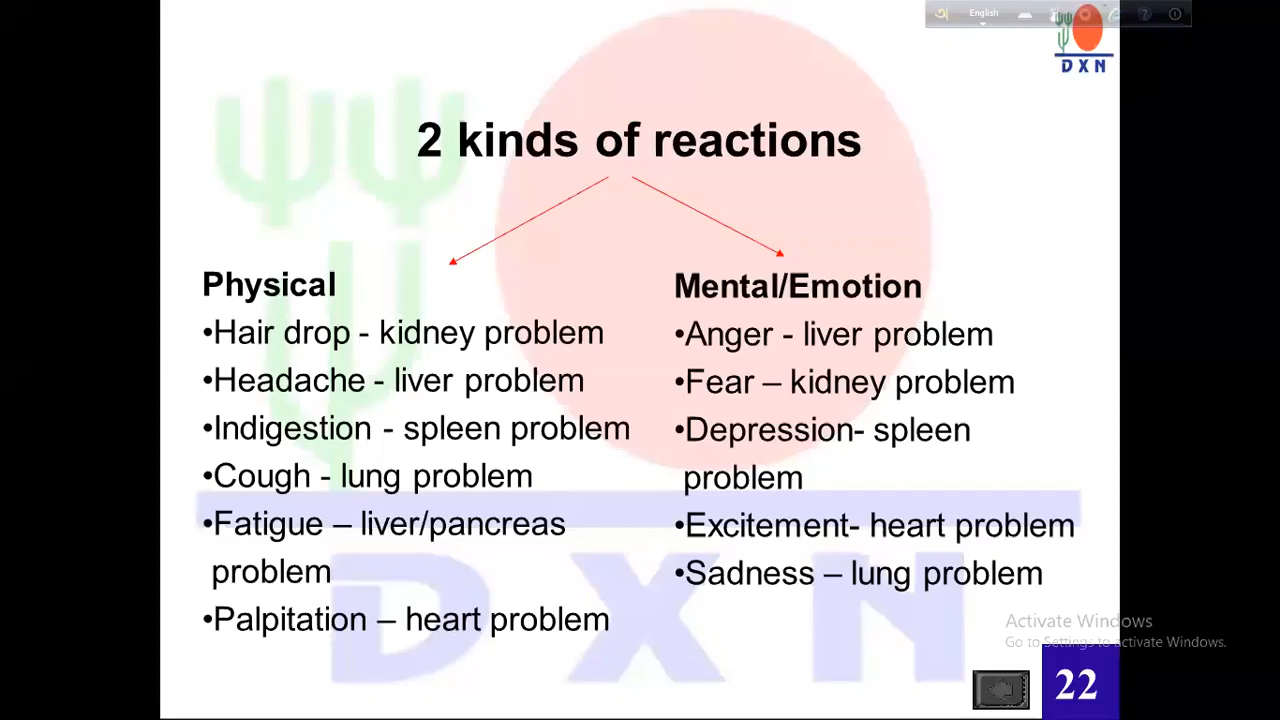 English
DXN
2 kinds of reactions
Physical
•Hair drop - kidney problem
•Headache - liver problem
•Indigestion - spleen problem
•Cough - lung problem
•Fatigue – liver/pancreas
problem
•Palpitation – heart problem
Mental/Emotion
•Anger - liver problem
•Fear – kidney problem
•Depression- spleen
problem
•Excitement- heart problem
•Sadness – lung problem
DXN
Activate Windows
Go to Settings to activate Windows.
22